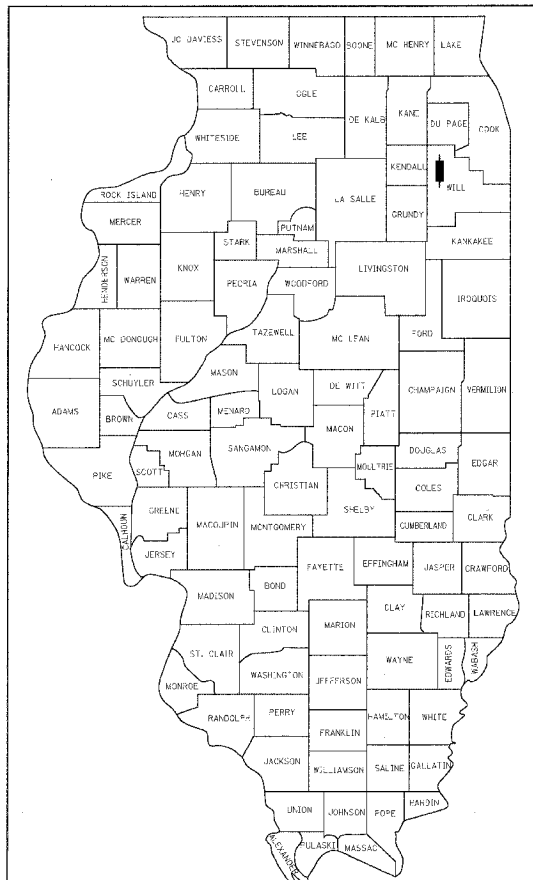 JO DAVIESS
STEVENSON
WINNEBAGO
BOONE
MC HENRY
LAKE
CARROLL
OGLE
DE KALB
KANE
DU PAGE
COOK
WHITESIDE
LEE
KENDALL
WILL
ROCK ISLAND
HENRY
BUREAU
LA SALLE
GRUNDY
MERCER
PUTNAM
KANKAKEE
STARK
MARSHALL
HENDERSON
WARREN
KNOX
PEORIA
WOODFORD
LIVINGSTON
IROQUOIS
HANCOCK
MC DONOUGH
FULTON
TAZEWELL
MC LEAN
FORD
SCHUYLER
MASON
LOGAN
DE WITT
CHAMPAIGN
VERMILION
ADAMS
BROWN
CASS
MENARD
MACON
PIATT
MORGAN
SANGAMON
DOUGLAS
EDGAR
PIKE
SCOTT
CHRISTIAN
MOULTRIE
COLES
GREENE
MACOUPIN
MONTGOMERY
SHELBY
CUMBERLAND
CLARK
CALHOUN
JERSEY
FAYETTE
EFFINGHAM
JASPER
CRAWFORD
MADISON
BOND
CLAY
RICHLAND
LAWRENCE
CLINTON
MARION
ST. CLAIR
WAYNE
EDWARDS
WABASH
WASHINGTON
JEFFERSON
MONROE
RANDOLPH
PERRY
HAMILTON
WHITE
FRANKLIN
JACKSON
WILLIAMSON
SALINE
GALLATIN
HARDIN
UNION
JOHNSON
POPE
ALEXANDER
PULASKI
MASSAC